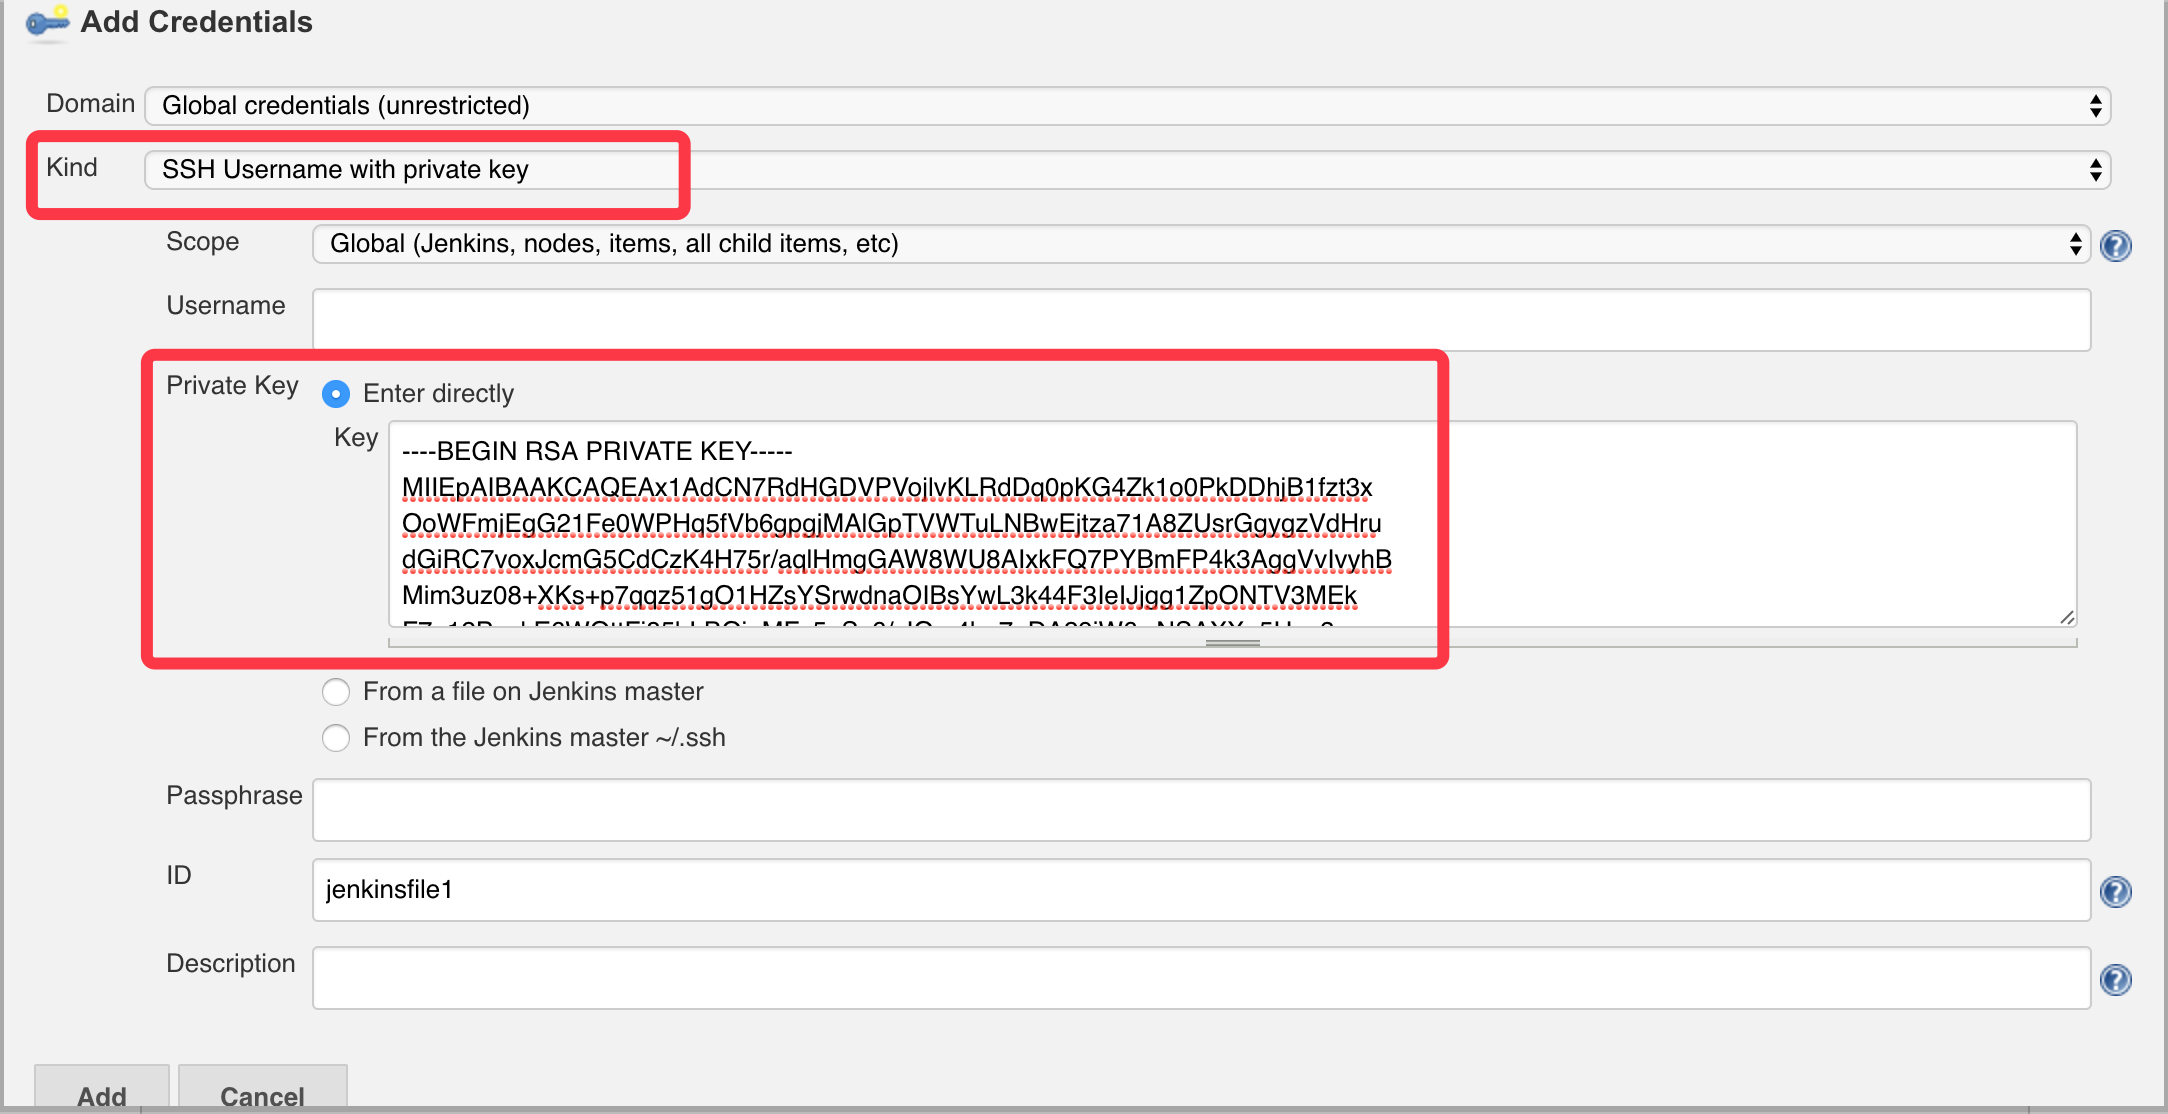 Add Credentials
Domain Global credentials (unrestricted)
Kind SSH Username with private key
Scope Global (Jenkins, nodes, items, all child items, etc)
Username
Private Key Enter directly
Key ----BEGIN RSA PRIVATE KEY-----
MIIEpAIBAAKCAQEAx1AdCN7RdHGDVPVojlvKLRdDq0pKG4Zk1o0PkDDhjB1fzt3x
OoWFmjEgG21Fe0WPHq5fVb6gpgjMAlGpTVWTuLNBwEjtza71A8ZUsrGgygzVdHru
dGiRC7voxJcmG5CdCzK4H75r/aqlHmgGAW8WU8AIxkFQ7PYBmFP4k3AggVvIvyhB
Mim3uz08+XKs+p7qqz51gO1HZsYSrwdnaOIBsYwL3k44F3IeIJjgg1ZpONTV3MEk
From a file on Jenkins master
From the Jenkins master ~/.ssh
Passphrase
ID jenkinsfile1
Description
Add Cancel